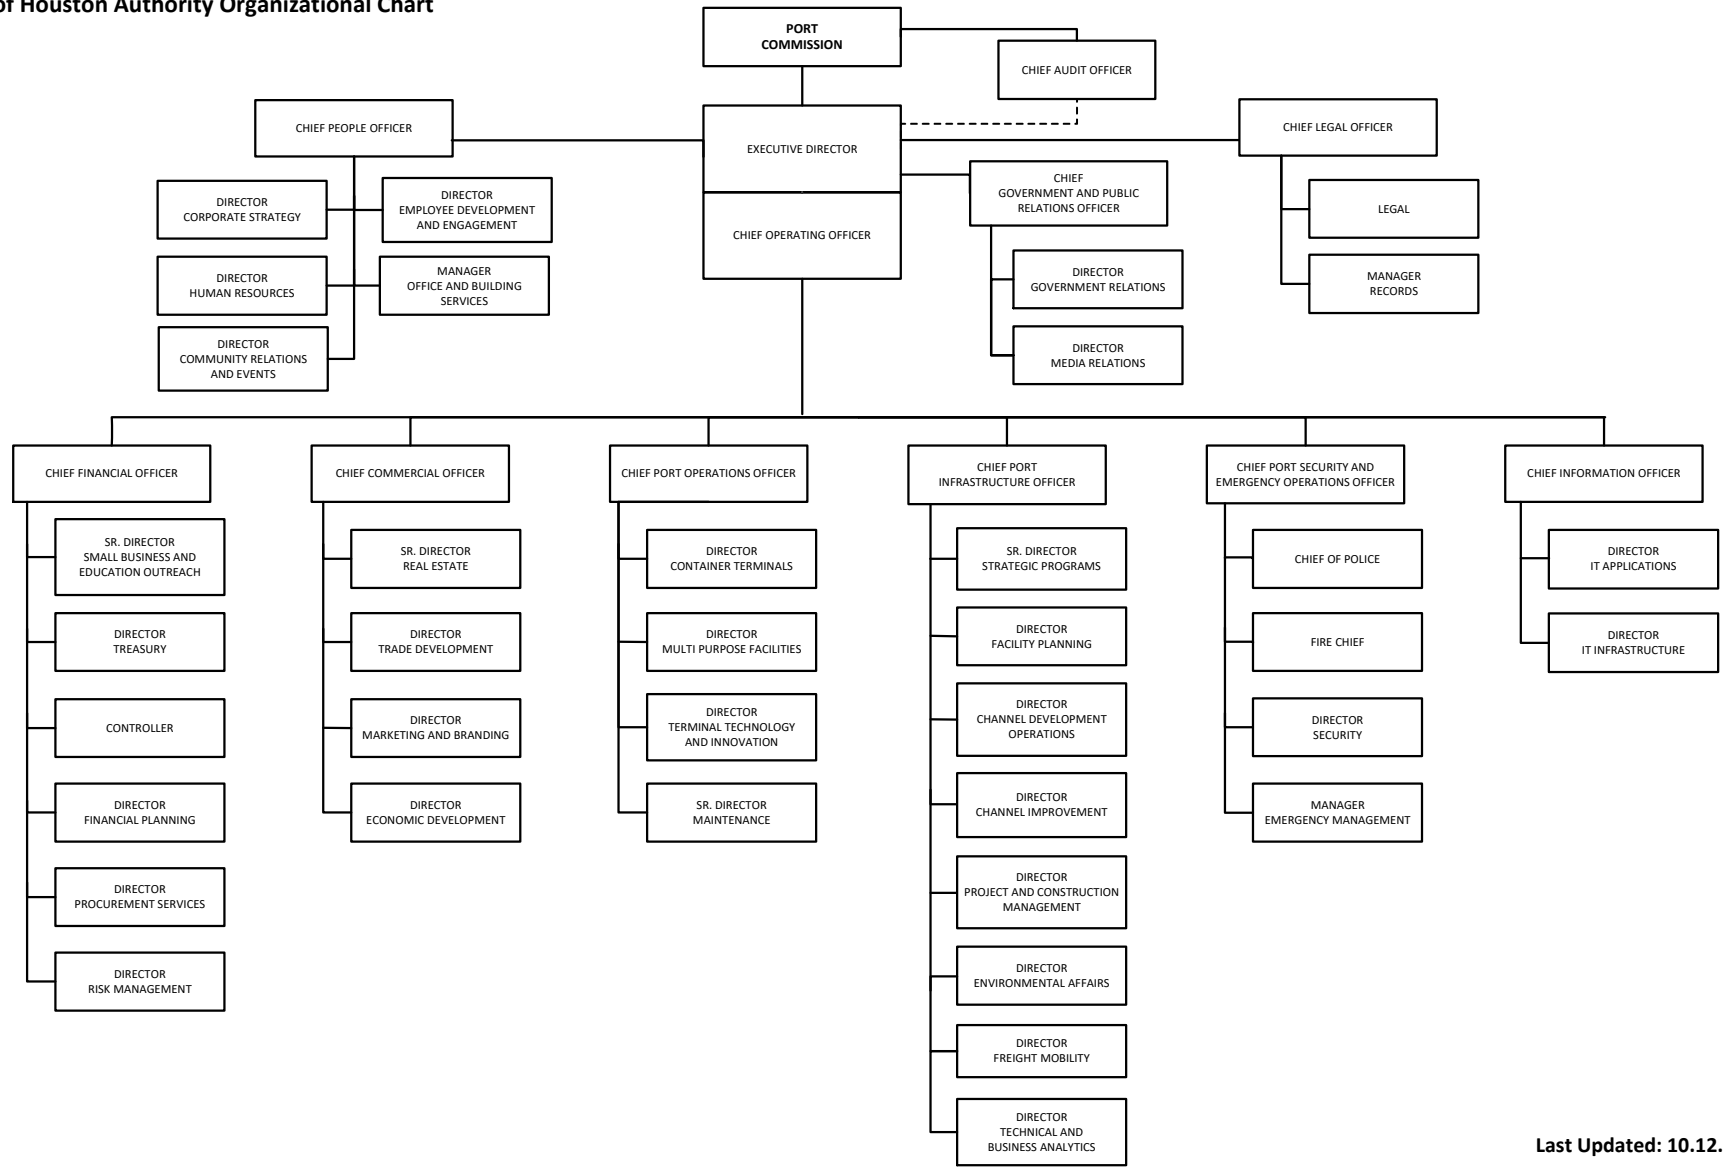 of Houston Authority Organizational Chart
PORT
COMMISSION
CHIEF AUDIT OFFICER
CHIEF PEOPLE OFFICER
EXECUTIVE DIRECTOR
CHIEF LEGAL OFFICER
CHIEF
GOVERNMENT AND PUBLIC
RELATIONS OFFICER
CHIEF OPERATING OFFICER
DIRECTOR
CORPORATE STRATEGY
DIRECTOR
EMPLOYEE DEVELOPMENT
AND ENGAGEMENT
DIRECTOR
HUMAN RESOURCES
MANAGER
OFFICE AND BUILDING
SERVICES
DIRECTOR
COMMUNITY RELATIONS
AND EVENTS
DIRECTOR
GOVERNMENT RELATIONS
DIRECTOR
MEDIA RELATIONS
LEGAL
MANAGER
RECORDS
CHIEF FINANCIAL OFFICER
SR. DIRECTOR
SMALL BUSINESS AND
EDUCATION OUTREACH
DIRECTOR
TREASURY
CONTROLLER
DIRECTOR
FINANCIAL PLANNING
DIRECTOR
PROCUREMENT SERVICES
DIRECTOR
RISK MANAGEMENT
CHIEF COMMERCIAL OFFICER
SR. DIRECTOR
REAL ESTATE
DIRECTOR
TRADE DEVELOPMENT
DIRECTOR
MARKETING AND BRANDING
DIRECTOR
ECONOMIC DEVELOPMENT
CHIEF PORT OPERATIONS OFFICER
DIRECTOR
CONTAINER TERMINALS
DIRECTOR
MULTI PURPOSE FACILITIES
DIRECTOR
TERMINAL TECHNOLOGY
AND INNOVATION
SR. DIRECTOR
MAINTENANCE
CHIEF PORT
INFRASTRUCTURE OFFICER
SR. DIRECTOR
STRATEGIC PROGRAMS
DIRECTOR
FACILITY PLANNING
DIRECTOR
CHANNEL DEVELOPMENT
OPERATIONS
DIRECTOR
CHANNEL IMPROVEMENT
DIRECTOR
PROJECT AND CONSTRUCTION
MANAGEMENT
DIRECTOR
ENVIRONMENTAL AFFAIRS
DIRECTOR
FREIGHT MOBILITY
DIRECTOR
TECHNICAL AND
BUSINESS ANALYTICS
CHIEF PORT SECURITY AND
EMERGENCY OPERATIONS OFFICER
CHIEF OF POLICE
FIRE CHIEF
DIRECTOR
SECURITY
MANAGER
EMERGENCY MANAGEMENT
CHIEF INFORMATION OFFICER
DIRECTOR
IT APPLICATIONS
DIRECTOR
IT INFRASTRUCTURE
Last Updated: 10.12.